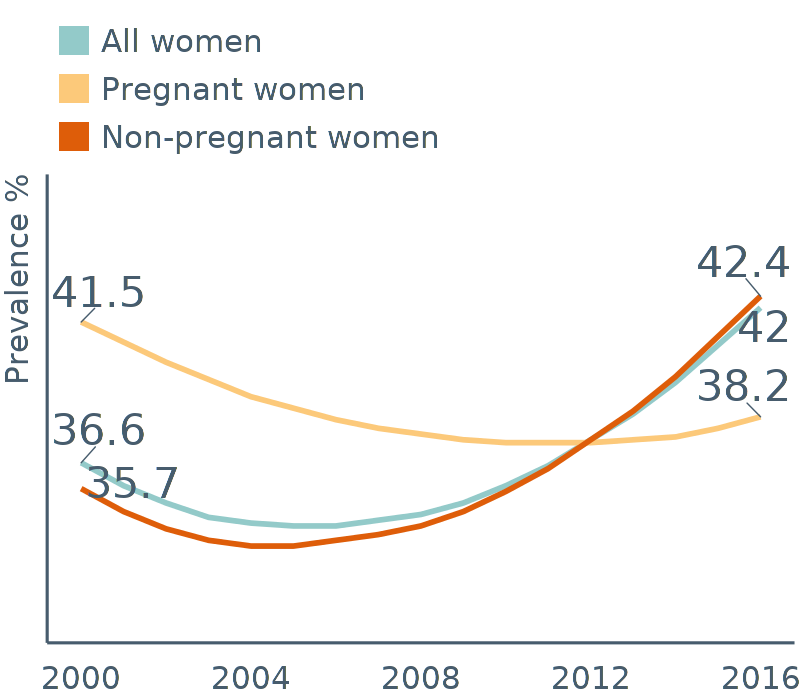 All women
Pregnant women
Non-pregnant women
Prevalence %
41.5
36.6
35.7
42.4
42
38.2
2000 2004 2008 2012 2016